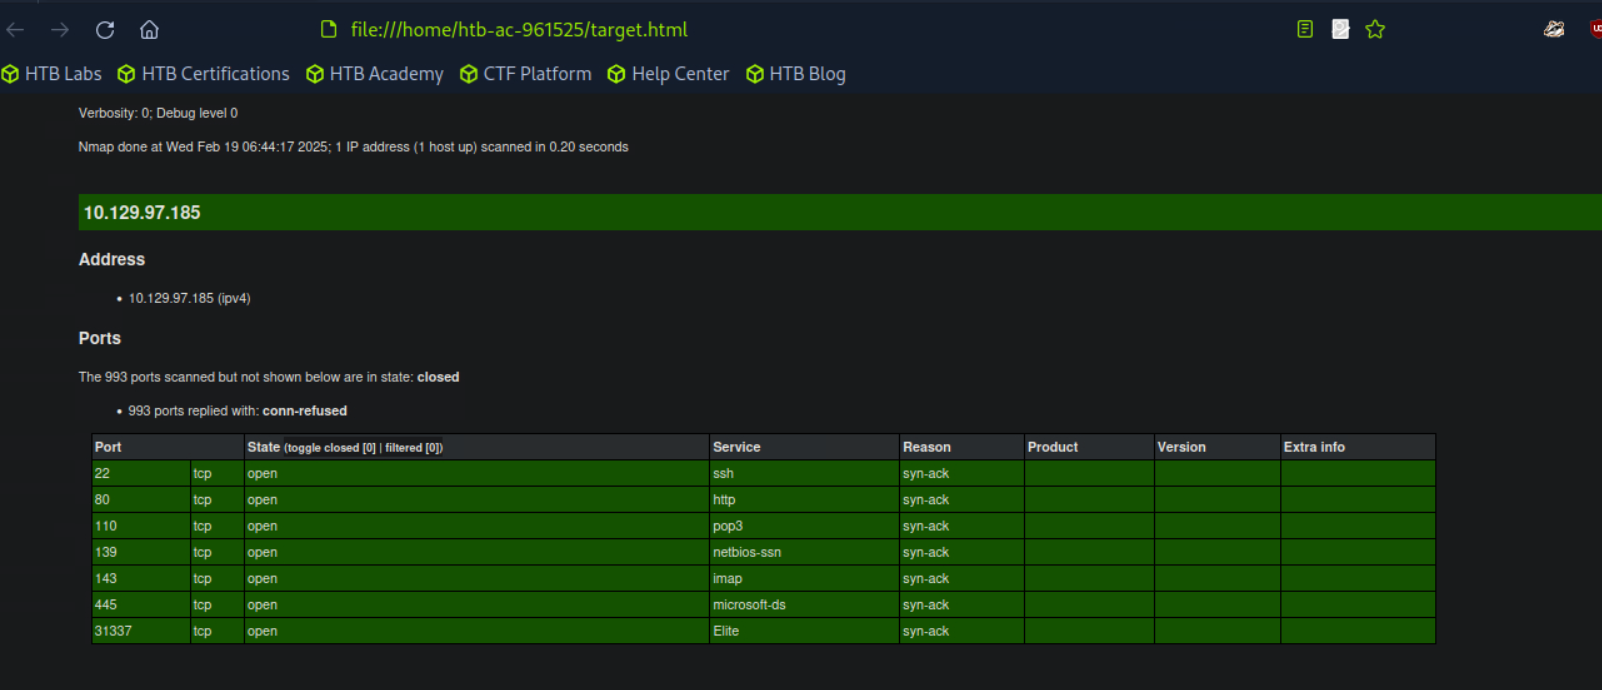 file:///home/htb-ac-961525/target.html
HTB Labs HTB Certifications HTB Academy CTF Platform Help Center HTB Blog
Verbosity: 0; Debug level 0
Nmap done at Wed Feb 19 06:44:17 2025; 1 IP address (1 host up) scanned in 0.20 seconds
10.129.97.185
Address
• 10.129.97.185 (ipv4)
Ports
The 993 ports scanned but not shown below are in state: closed
• 993 ports replied with: conn-refused
Port State (toggle closed [0] | filtered [0]) Service Reason Product Version Extra info
22 tcp open ssh syn-ack
80 tcp open http syn-ack
110 tcp open pop3 syn-ack
139 tcp open netbios-ssn syn-ack
143 tcp open imap syn-ack
445 tcp open microsoft-ds syn-ack
31337 tcp open Elite syn-ack